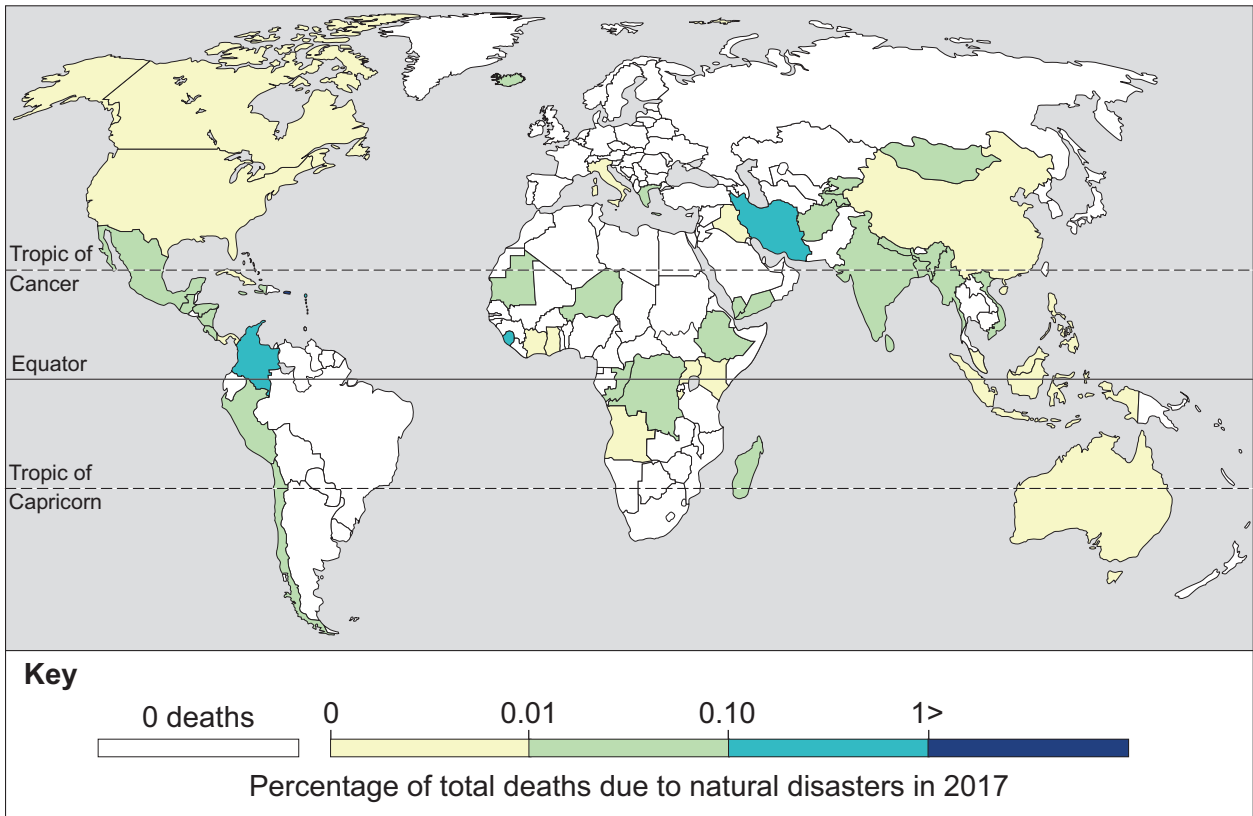 Tropic of
Cancer
Equator
Tropic of
Capricorn
Key
0 deaths
0 0.01 0.10 1>
Percentage of total deaths due to natural disasters in 2017